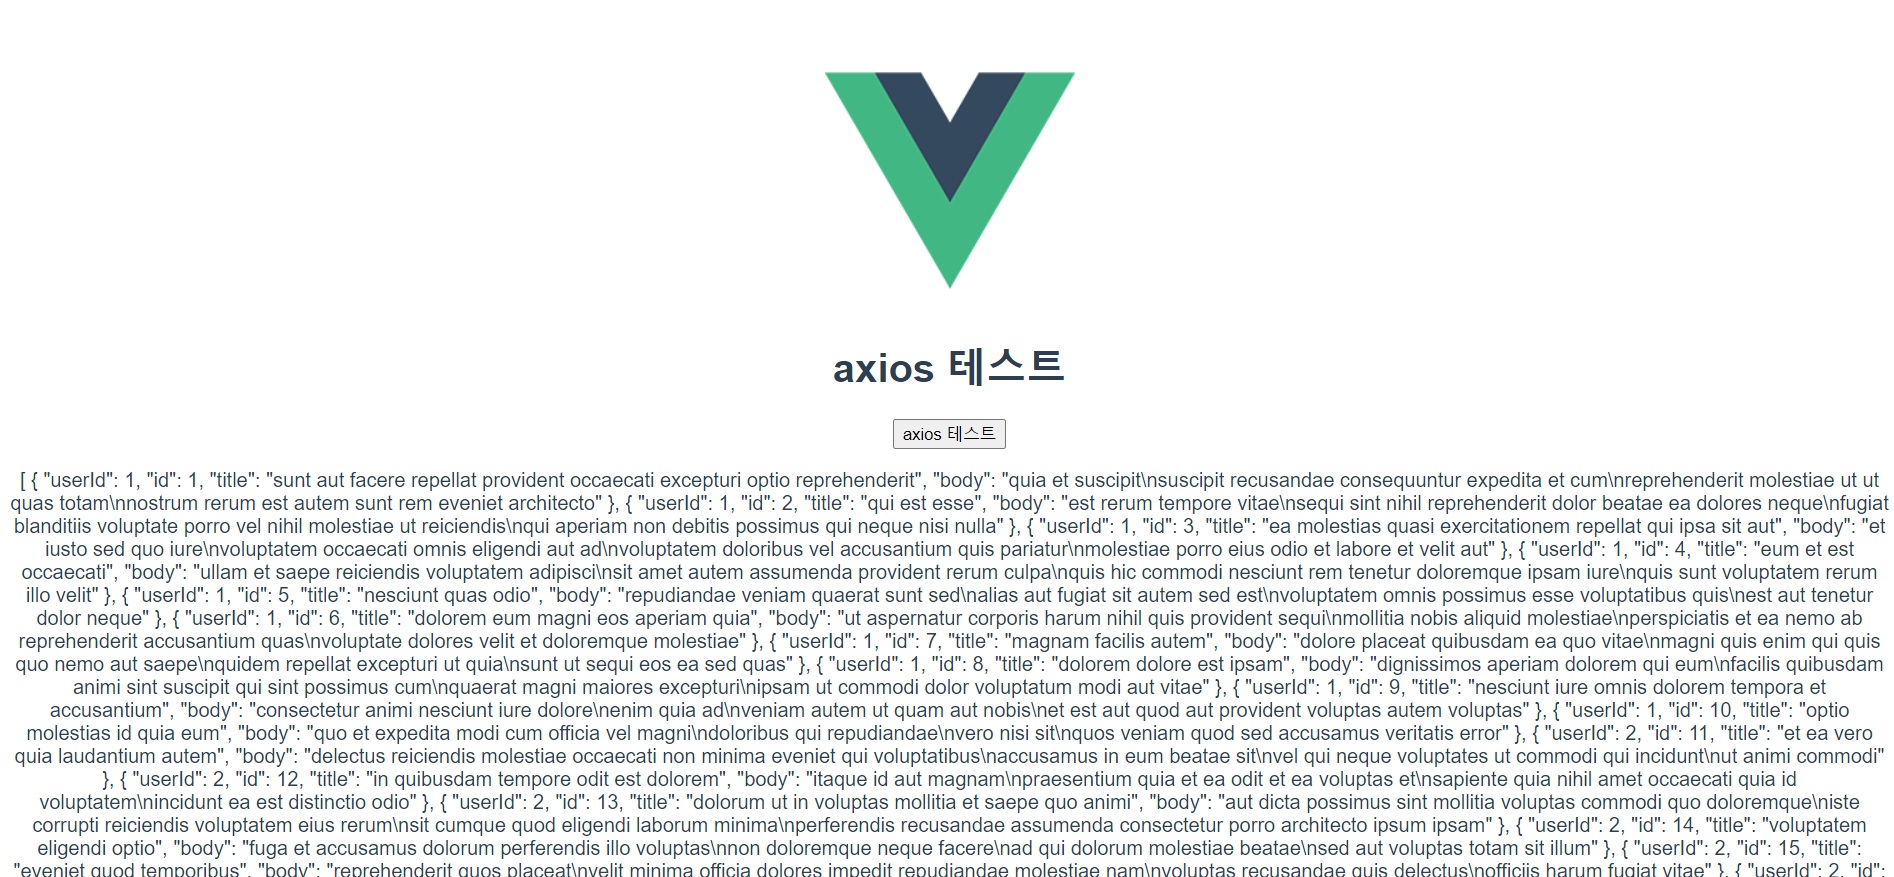 axios 테스트
axios 테스트
[ { "userId": 1, "id": 1, "title": "sunt aut facere repellat provident occaecati excepturi optio reprehenderit", "body": "quia et suscipit\nsuscipit recusandae consequuntur expedita et cum\nreprehenderit molestiae ut ut
quas totam\nnostrum rerum est autem sunt rem eveniet architecto" }, { "userId": 1, "id": 2, "title": "qui est esse", "body": "est rerum tempore vitae\nsequi sint nihil reprehenderit dolor beatae ea dolores neque\nfugiat
blanditiis voluptate porro vel nihil molestiae ut reiciendis\nqui aperiam non debitis possimus qui neque nisi nulla" }, { "userId": 1, "id": 3, "title": "ea molestias quasi exercitationem repellat qui ipsa sit aut", "body": "et
iusto sed quo iure\nvoluptatem occaecati omnis eligendi aut ad\nvoluptatem doloribus vel accusantium quis pariatur\nmolestiae porro eius odio et labore et velit aut" }, { "userId": 1, "id": 4, "title": "eum et est
occaecati", "body": "ullam et saepe reiciendis voluptatem adipisci\nsit amet autem assumenda provident rerum culpa\nquis hic commodi nesciunt rem tenetur doloremque ipsam iure\nquis sunt voluptatem rerum
illo velit" }, { "userId": 1, "id": 5, "title": "nesciunt quas odio", "body": "repudiandae veniam quaerat sunt sed\nalias aut fugiat sit autem sed est\nvoluptatem omnis possimus esse voluptatibus quis\nest aut tenetur
dolor neque" }, { "userId": 1, "id": 6, "title": "dolorem eum magni eos aperiam quia", "body": "ut aspernatur corporis harum nihil quis provident sequi\nmollitia nobis aliquid molestiae\nperspiciatis et ea nemo ab
reprehenderit accusantium quas\nvoluptate dolores velit et doloremque molestiae" }, { "userId": 1, "id": 7, "title": "magnam facilis autem", "body": "dolore placeat quibusdam ea quo vitae\nmagni quis enim qui quis
quo nemo aut saepe\nquidem repellat excepturi ut quia\nsunt ut sequi eos ea sed quas" }, { "userId": 1, "id": 8, "title": "dolorem dolore est ipsam", "body": "dignissimos aperiam dolorem qui eum\nfacilis quibusdam
animi sint suscipit qui sint possimus cum\nquaerat magni maiores excepturi\nipsam ut commodi dolor voluptatum modi aut vitae" }, { "userId": 1, "id": 9, "title": "nesciunt iure omnis dolorem tempora et
accusantium", "body": "consectetur animi nesciunt iure dolore\nenim quia ad\nveniam autem ut quam aut nobis\net est aut quod aut provident voluptas autem voluptas" }, { "userId": 1, "id": 10, "title": "optio
molestias id quia eum", "body": "quo et expedita modi cum officia vel magni\ndoloribus qui repudiandae\nvero nisi sit\nquos veniam quod sed accusamus veritatis error" }, { "userId": 2, "id": 11, "title": "et ea vero
quia laudantium autem", "body": "delectus reiciendis molestiae occaecati non minima eveniet qui voluptatibus\naccusamus in eum beatae sit\nvel qui neque voluptates ut commodi qui incidunt\nut animi commodi"
}, { "userId": 2, "id": 12, "title": "in quibusdam tempore odit est dolorem", "body": "itaque id aut magnam\npraesentium quia et ea odit et ea voluptas et\nsapiente quia nihil amet occaecati quia id
voluptatem\nincidunt ea est distinctio odio" }, { "userId": 2, "id": 13, "title": "dolorum ut in voluptas mollitia et saepe quo animi", "body": "aut dicta possimus sint mollitia voluptas commodi quo doloremque\niste
corrupti reiciendis voluptatem eius rerum\nsit cumque quod eligendi laborum minima\nperferendis recusandae assumenda consectetur porro architecto ipsum ipsam" }, { "userId": 2, "id": 14, "title": "voluptatem
eligendi optio", "body": "fuga et accusamus dolorum perferendis illo voluptas\nnon doloremque neque facere\nad qui dolorum molestiae beatae\nsed aut voluptas totam sit illum" }, { "userId": 2, "id": 15, "title":
"eveniet quod temporibus", "body": "reprehenderit quos placeat\nvelit minima officia dolores impedit repudiandae molestiae nam\nvoluptas recusandae quis delectus\nofficiis harum fugiat vitae" }, { "userId": 2, "id":